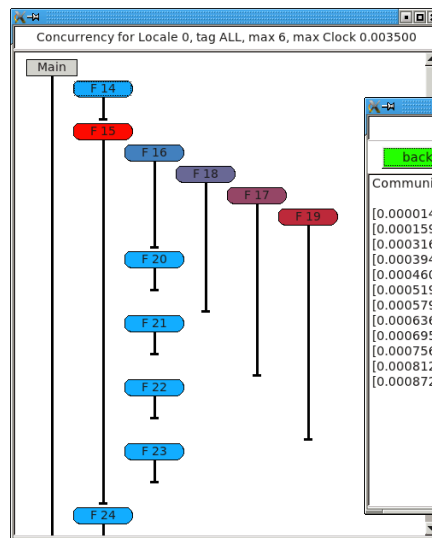 Concurrency for Locale 0, tag ALL, max 6, max Clock 0.003500
Main
F 14
F 15
F 16
F 18
F 17
F 19
F 20
F 21
F 22
F 23
F 24
back
Communi
[0.000014
[0.000159
[0.000316
[0.000394
[0.000460
[0.000519
[0.000579
[0.000636
[0.000695
[0.000756
[0.000812
[0.000872